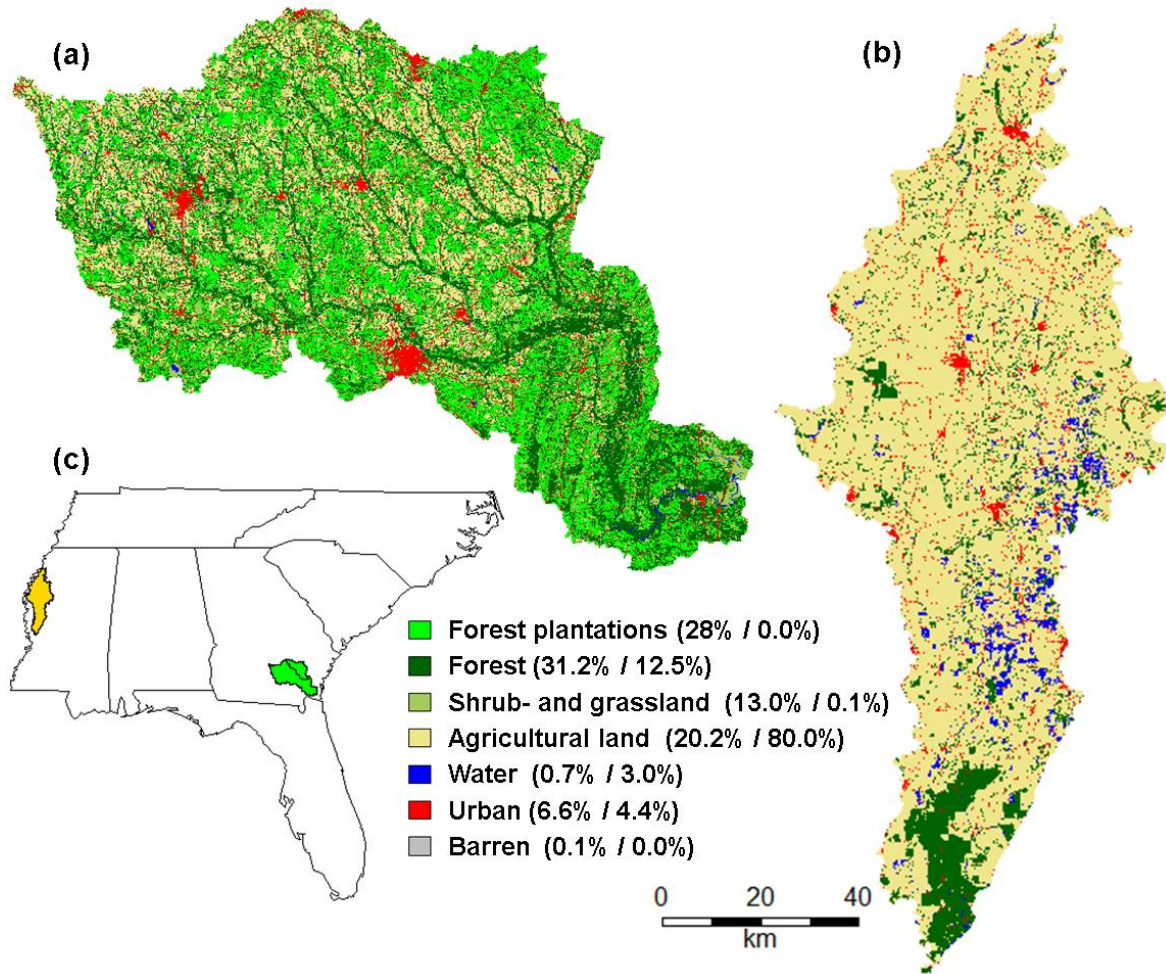 (a)
(b)
(c)
Forest plantations (28% / 0.0%)
Forest (31.2% / 12.5%)
Shrub- and grassland (13.0% / 0.1%)
Agricultural land (20.2% / 80.0%)
Water (0.7% / 3.0%)
Urban (6.6% / 4.4%)
Barren (0.1% / 0.0%)
0 20 40
km